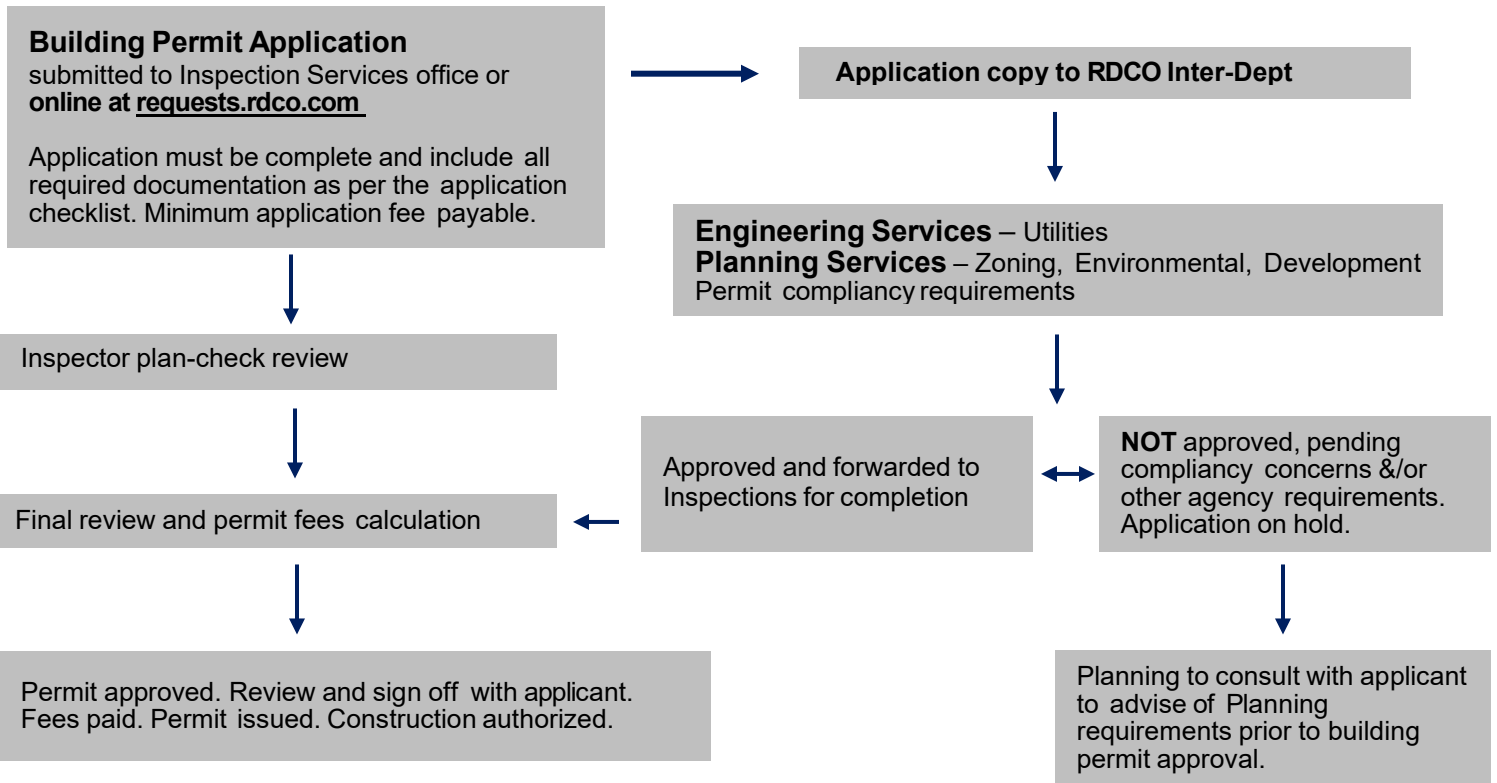 Building Permit Application
submitted to Inspection Services office or
online at requests.rdco.com
Application must be complete and include all
required documentation as per the application
checklist. Minimum application fee payable.
Application copy to RDCO Inter-Dept
Engineering Services – Utilities
Planning Services – Zoning, Environmental, Development
Permit compliancy requirements
Inspector plan-check review
Approved and forwarded to
Inspections for completion
NOT approved, pending
compliancy concerns &/or
other agency requirements.
Application on hold.
Final review and permit fees calculation
Permit approved. Review and sign off with applicant.
Fees paid. Permit issued. Construction authorized.
Planning to consult with applicant
to advise of Planning
requirements prior to building
permit approval.